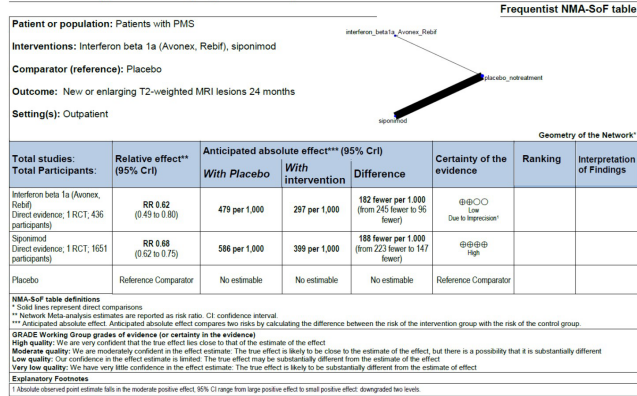 Frequentist NMA-SoF table
Patient or population: Patients with PMS
Interventions: Interferon beta 1a (Avonex, Rebif), siponimod
Comparator (reference): Placebo
Outcome: New or enlarging T2-weighted MRI lesions 24 months
Setting(s): Outpatient
interferon_beta1a_Avonex_Rebif
placebo_notreatment
siponimod
Geometry of the Network*
Total studies:
Total Participants:
Relative effect**
(95% CrI)
Anticipated absolute effect*** (95% CrI)
With Placebo
With
intervention
Difference
Certainty of the
evidence
Ranking
Interpretation
of Findings
Interferon beta 1a (Avonex,
Rebif)
Direct evidence; 1 RCT; 436
participants)
RR 0.62
(0.49 to 0.80)
479 per 1,000
297 per 1,000
182 fewer per 1.000
(from 245 fewer to 96
fewer)
⊕⊕○○
Low
Due to Imprecision¹
Siponimod
Direct evidence; 1 RCT; 1651
participants)
RR 0.68
(0.62 to 0.75)
586 per 1,000
399 per 1,000
188 fewer per 1.000
(from 223 fewer to 147
fewer)
⊕⊕⊕⊕
High
Placebo
Reference Comparator
No estimable
No estimable
No estimable
Reference Comparator
NMA-SoF table definitions
* Solid lines represent direct comparisons
** Network Meta-analysis estimates are reported as risk ratio. CI: confidence interval.
*** Anticipated absolute effect. Anticipated absolute effect compares two risks by calculating the difference between the risk of the intervention group with the risk of the control group.
GRADE Working Group grades of evidence (or certainty in the evidence)
High quality: We are very confident that the true effect lies close to that of the estimate of the effect
Moderate quality: We are moderately confident in the effect estimate: The true effect is likely to be close to the estimate of the effect, but there is a possibility that it is substantially different
Low quality: Our confidence in the effect estimate is limited: The true effect may be substantially different from the estimate of the effect
Very low quality: We have very little confidence in the effect estimate: The true effect is likely to be substantially different from the estimate of effect
Explanatory Footnotes
1 Absolute observed point estimate falls in the moderate positive effect, 95% CI range from large positive effect to small positive effect: downgraded two levels.